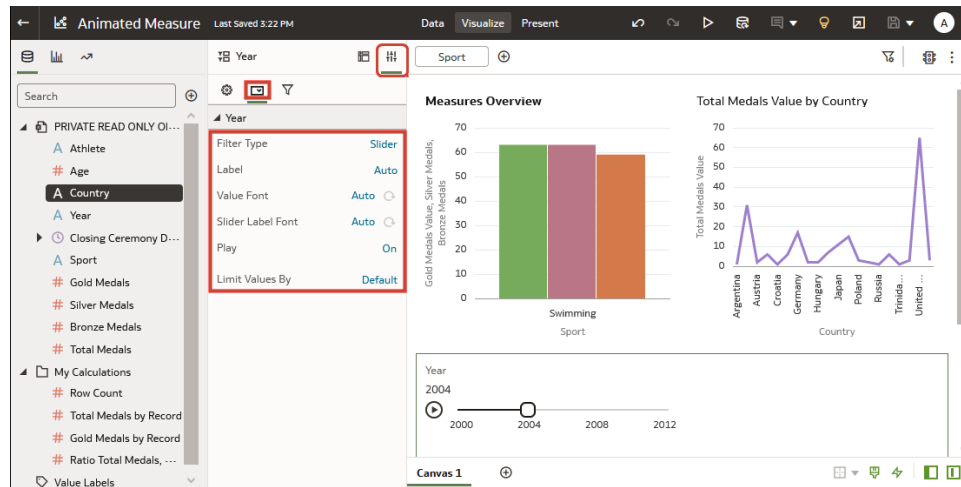 Animated Measure Last Saved 3:22 PM Data Visualize Present A
Year
Sport
Search
PRIVATE READ ONLY Ol...
Athlete
Age
Country
Year
Closing Ceremony D...
Sport
Gold Medals
Silver Medals
Bronze Medals
Total Medals
My Calculations
Row Count
Total Medals by Record
Gold Medals by Record
Ratio Total Medals, ...
Value Labels
Year
Filter Type Slider
Label Auto
Value Font Auto
Slider Label Font Auto
Play On
Limit Values By Default
Measures Overview
Gold Medals Value, Silver Medals,
Bronze Medals
70
60
50
40
30
20
10
0
Swimming
Sport
Total Medals Value by Country
Total Medals Value
70
60
50
40
30
20
10
0
Argentina
Austria
Croatia
Germany
Hungary
Japan
Poland
Russia
Trinida...
United ...
Country
Year
2004
2000 2004 2008 2012
Canvas 1